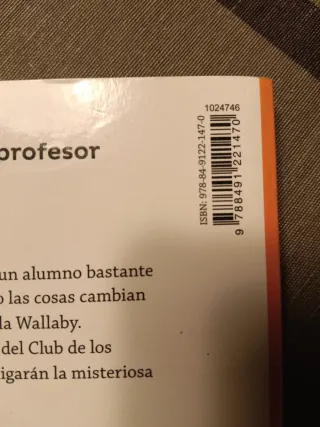 1024746
ISBN: 978-84-9122-147-0
9 788491 221470
profesor
un alumno bastante
o las cosas cambian
la Wallaby.
del Club de los
igarán la misteriosa